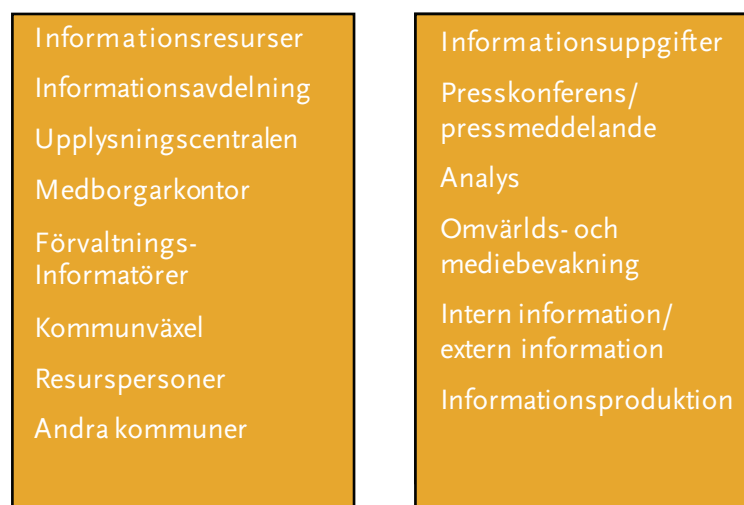 Informationsresurser
Informationsavdelning
Upplysningscentralen
Medborgarkontor
Förvaltnings-
Informatörer
Kommunväxel
Resurspersoner
Andra kommuner
Informationsuppgifter
Presskonferens/
pressmeddelande
Analys
Omvärlds- och
mediebevakning
Intern information/
extern information
Informationsproduktion